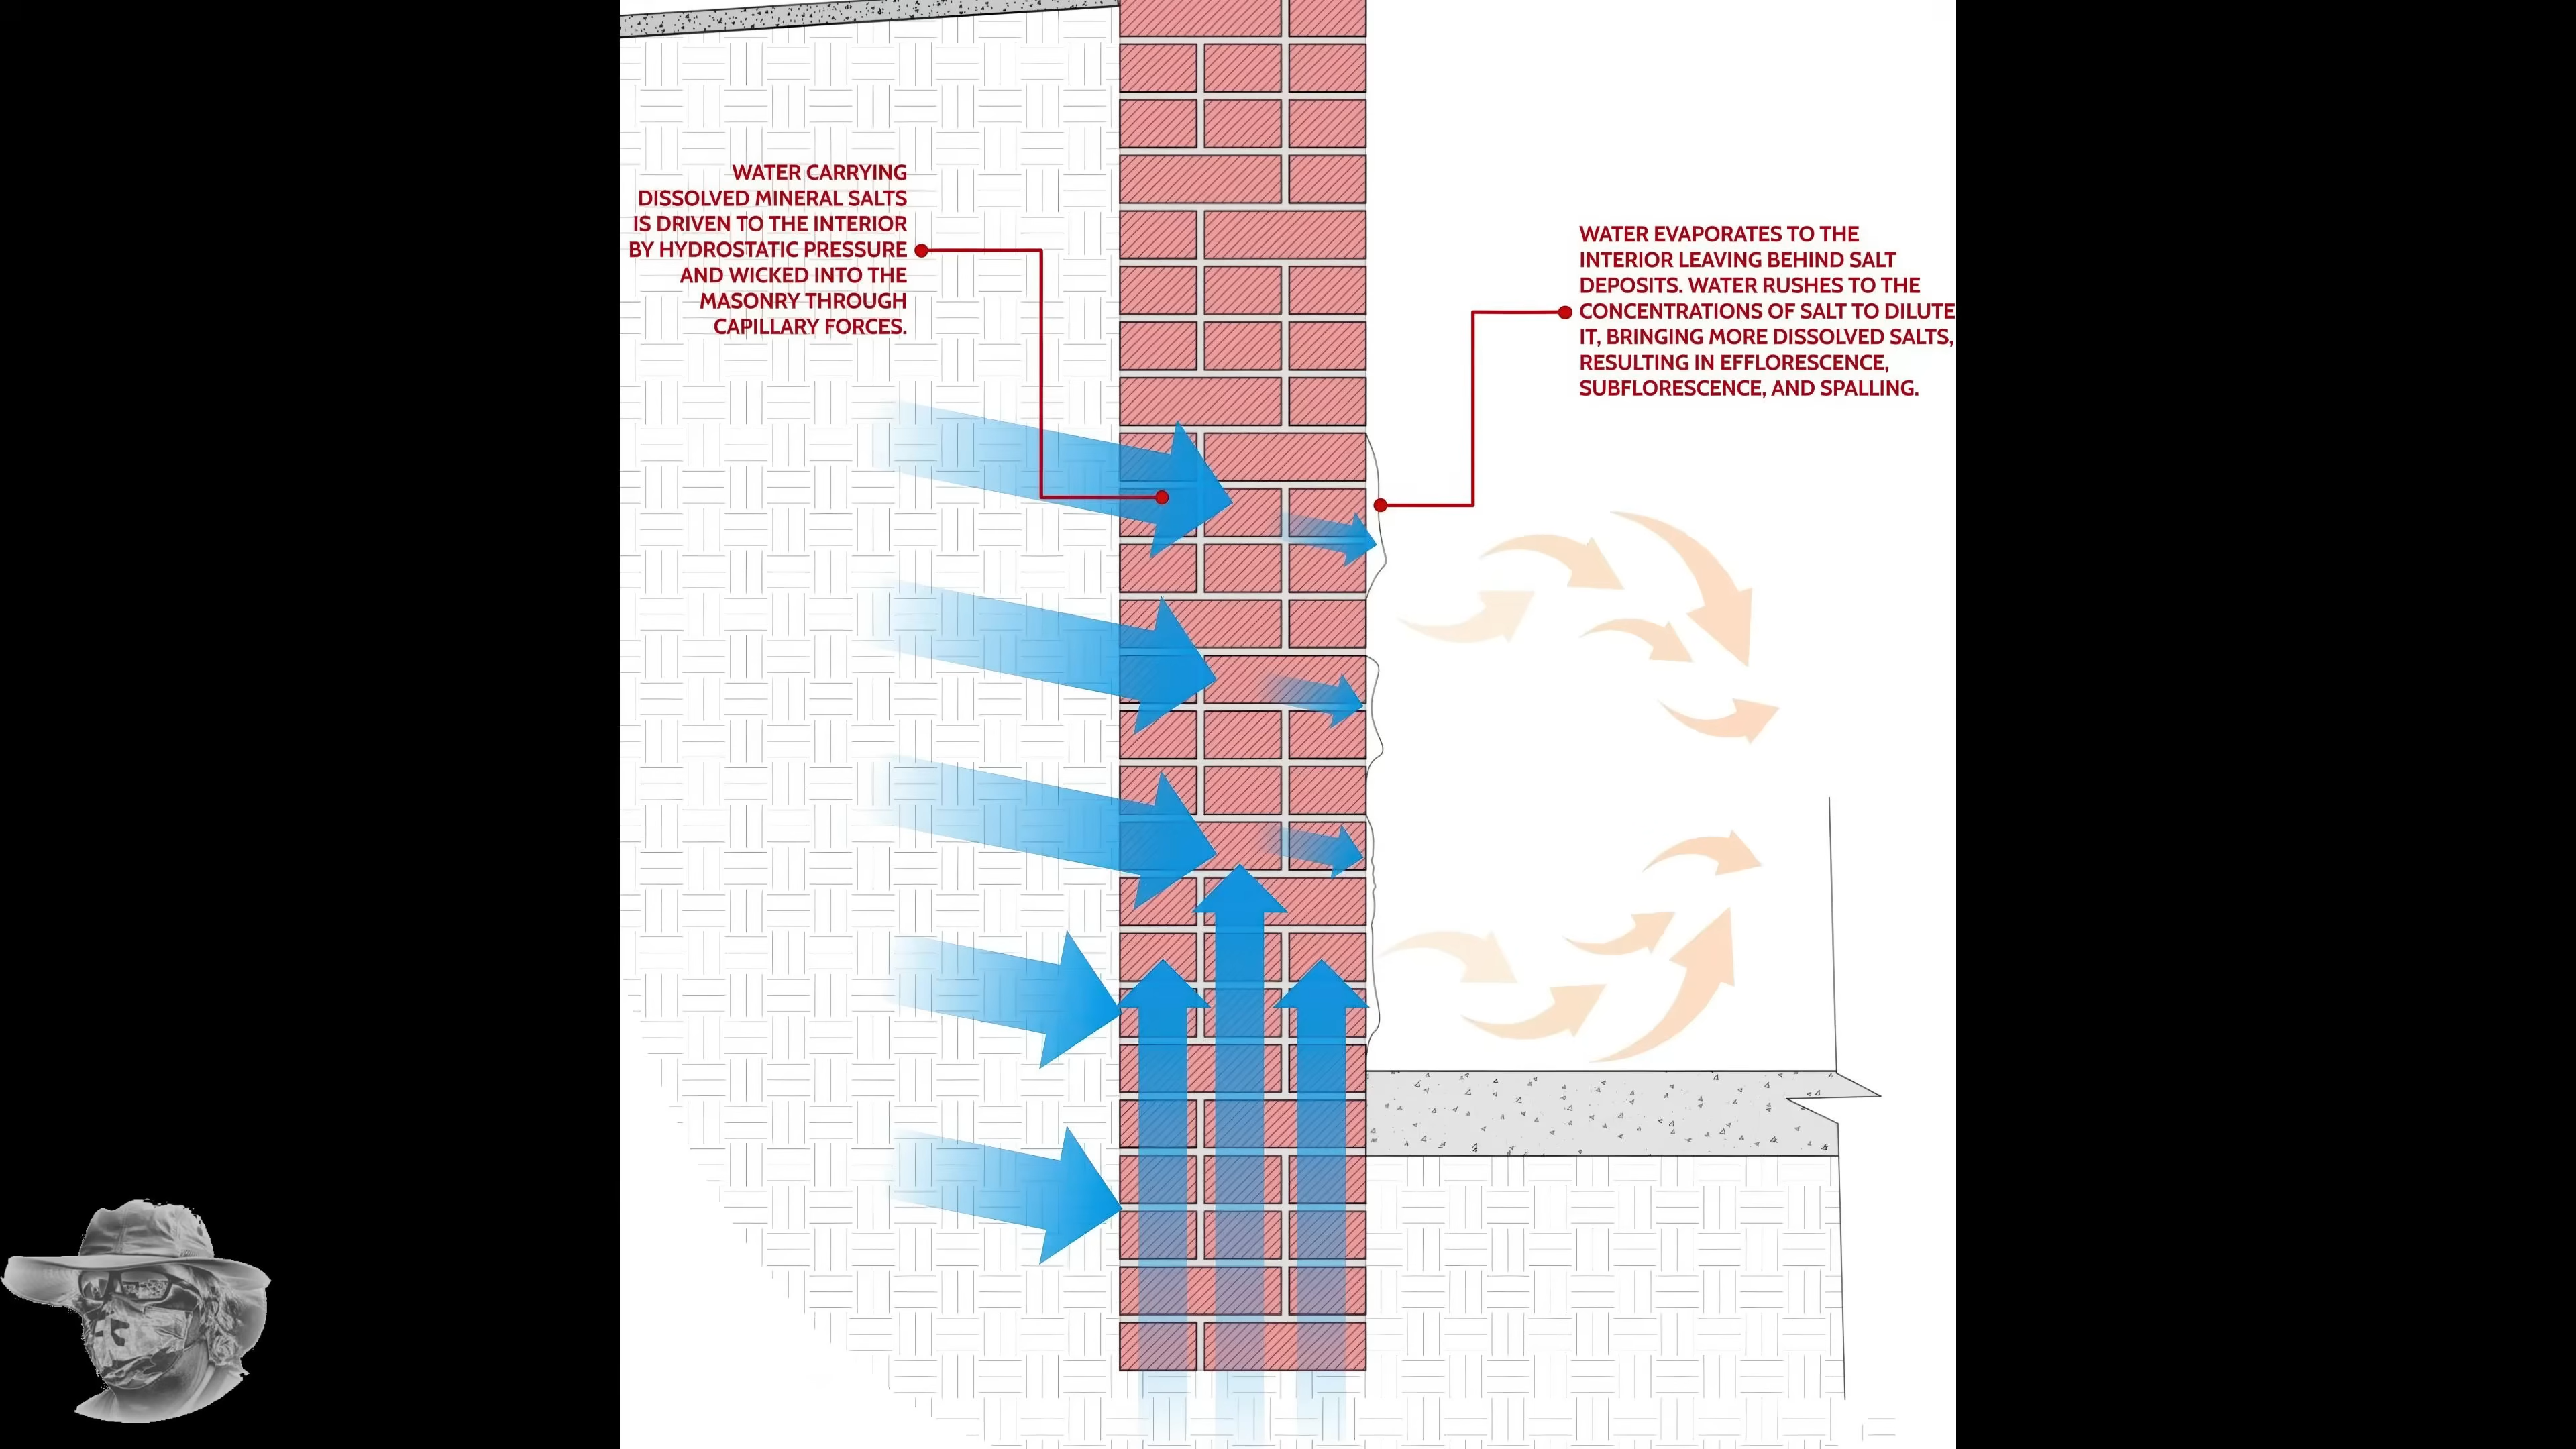 WATER CARRYING
DISSOLVED MINERAL SALTS
IS DRIVEN TO THE INTERIOR
BY HYDROSTATIC PRESSURE
AND WICKED INTO THE
MASONRY THROUGH
CAPILLARY FORCES.
WATER EVAPORATES TO THE
INTERIOR LEAVING BEHIND SALT
DEPOSITS. WATER RUSHES TO THE
CONCENTRATIONS OF SALT TO DILUTE
IT, BRINGING MORE DISSOLVED SALTS,
RESULTING IN EFFLORESCENCE,
SUBFLORESCENCE, AND SPALLING.